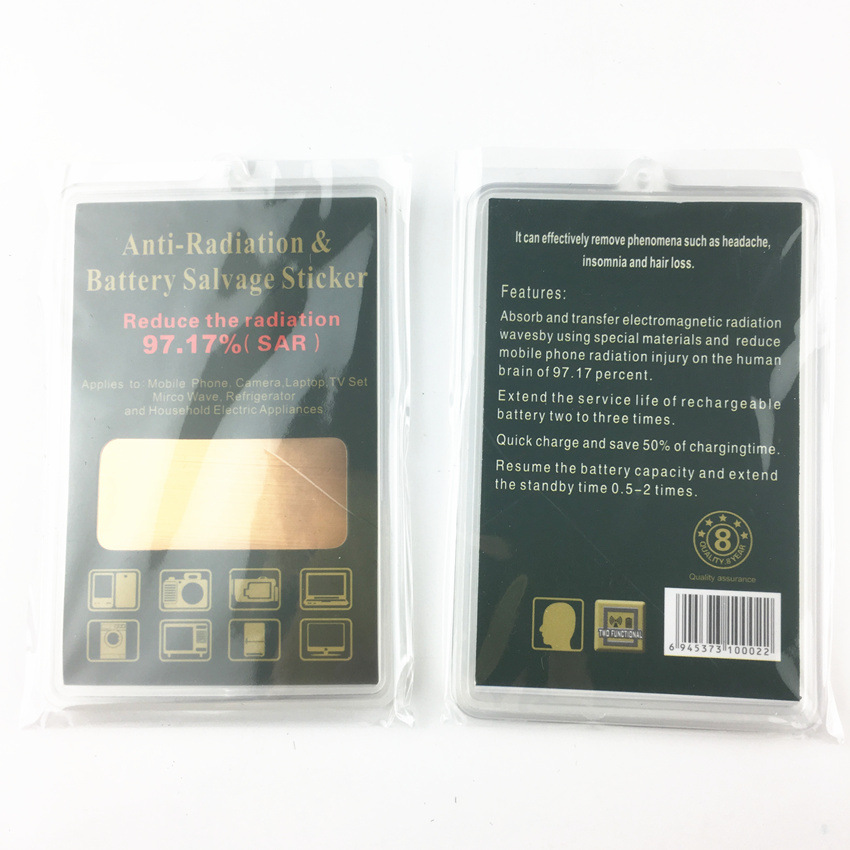 Anti-Radiation &
Battery Salvage Sticker
Reduce the radiation
97.17%( SAR )
Applies to: Mobile Phone, Camera,Laptop,TV Set
Mirco Wave, Refrigerator
and Household Electric Appliances
It can effectively remove phenomena such as headache,
insomnia and hair loss.
Features:
Absorb and transfer electromagnetic radiation
wavesby using special materials and reduce
mobile phone radiation injury on the human
brain of 97.17 percent.
Extend the service life of rechargeable
battery two to three times.
Quick charge and save 50% of chargingtime.
Resume the battery capacity and extend
the standby time 0.5-2 times.
8
QUALITY.8YEAR
Quality assurance
TWO FUNCTIONAL
6 945373 100022